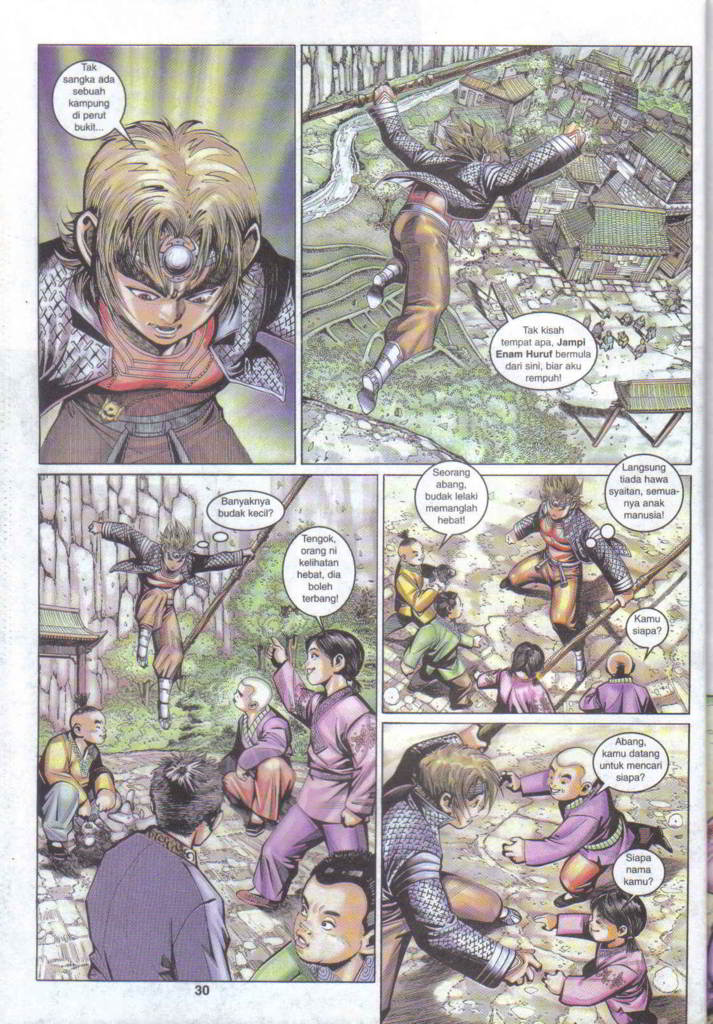 Tak
sangka ada
sebuah
kampung
di perut
bukit...
Tak kisah
tempat apa, Jampi
Enam Huruf bermula
dari sini, biar aku
rempuh!
Banyaknya
budak kecil?
Tengok,
orang ni
kelihatan
hebat, dia
boleh
terbang!
Seorang
abang,
budak lelaki
memanglah
hebat!
Langsung
tiada hawa
syaitan, semua-
nya anak
manusia!
Kamu
siapa?
Abang,
kamu datang
untuk mencari
siapa?
Siapa
nama
kamu?
30